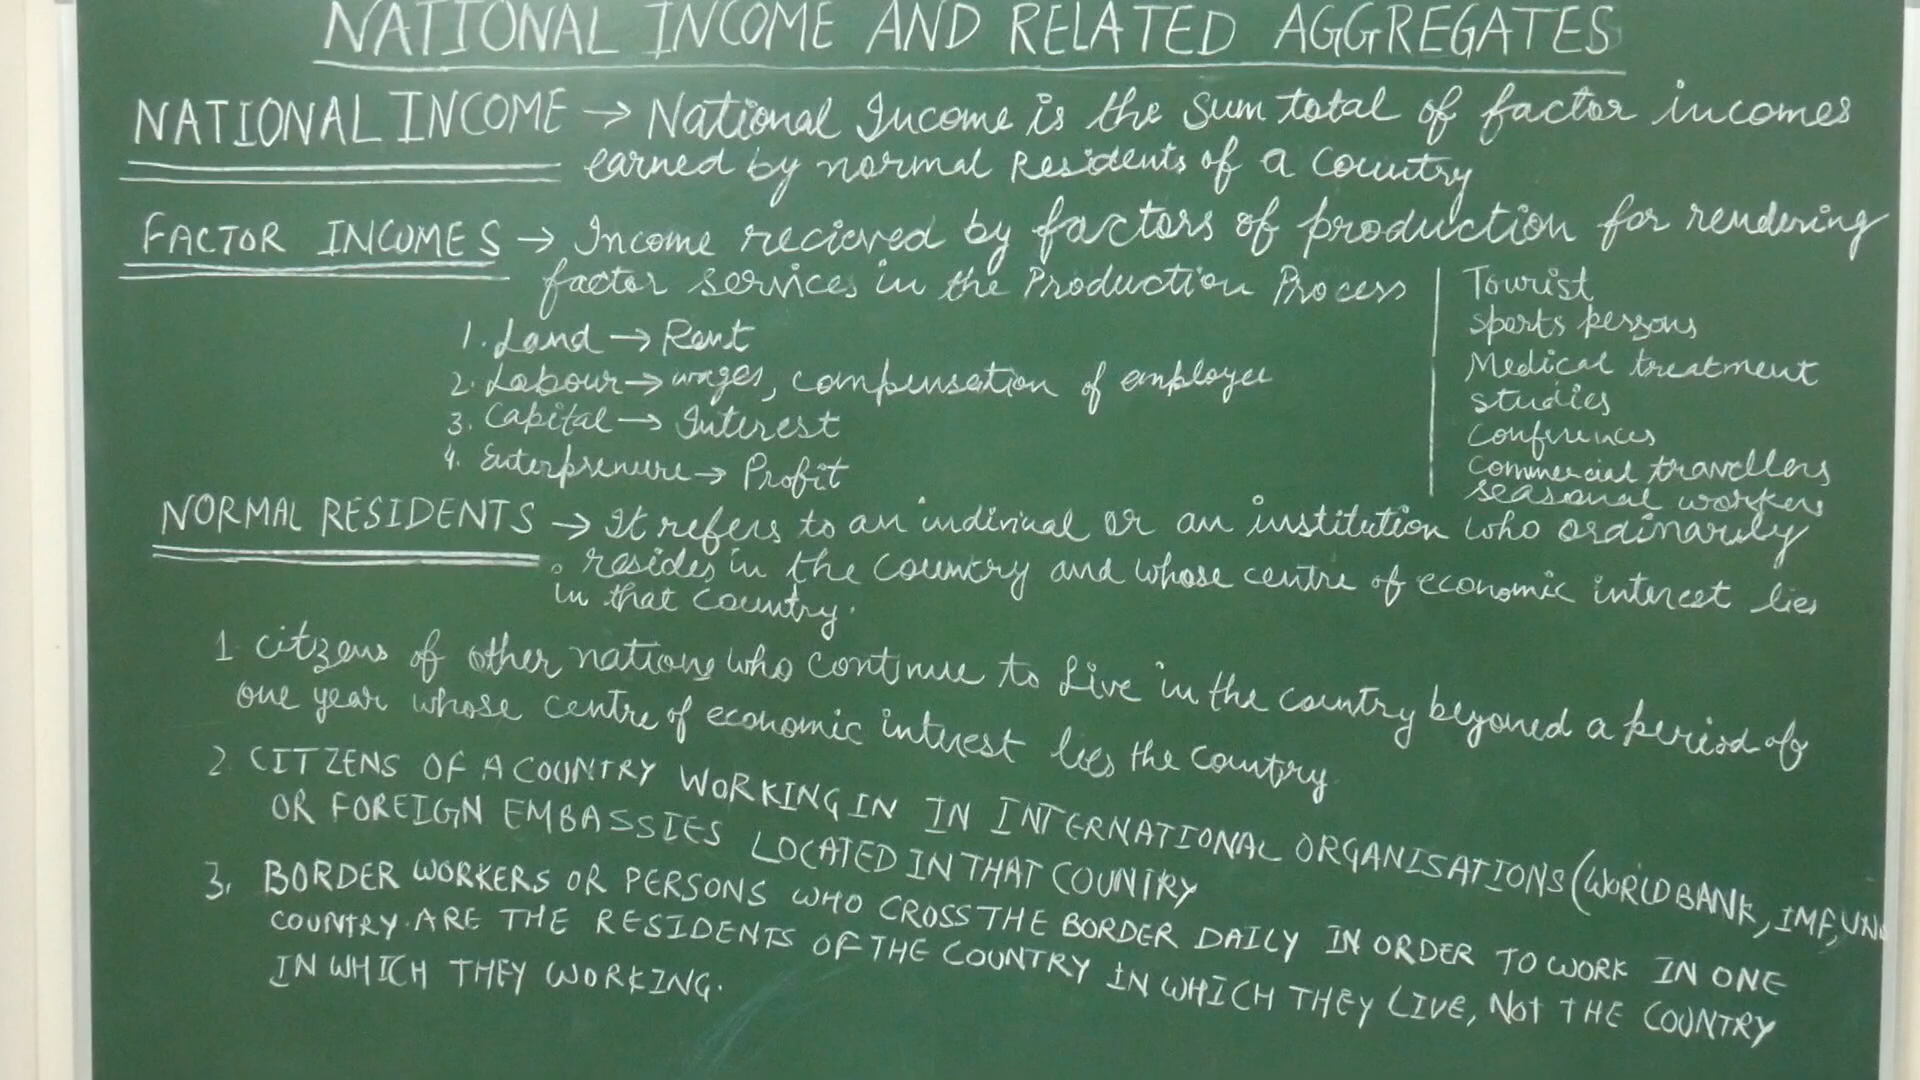 NATIONAL INCOME AND RELATED AGGREGATES
NATIONAL INCOME → National Income is the Sum total of factor incomes
earned by normal Residents of a Country
FACTOR INCOMES → Income recieved by factors of production for rendering
factor services in the Production Process
1. Land → Rent
2. Labour → wages, compensation of employee
3. Capital → Interest
4. Enterpreneure → Profit
Tourist
sports persons
Medical treatment
studies
Conferences
Commercial travellers
seasonal workers
NORMAL RESIDENTS → It refers to an indiviual or an institution who ordinarily
resides in the country and whose centre of economic interest lies
in that country.
1 citzens of other nations who continue to live in the country beyoned a period of
one year whose centre of economic interest lies the country
2 CITZENS OF A COUNTRY WORKING IN IN INTERNATIONAL ORGANISATIONS (WORLD BANK, IMF, UNO
OR FOREIGN EMBASSIES LOCATED IN THAT COUNTRY
3. BORDER WORKERS OR PERSONS WHO CROSS THE BORDER DAILY IN ORDER TO WORK IN ONE
COUNTRY. ARE THE RESIDENTS OF THE COUNTRY IN WHICH THEY LIVE, NOT THE COUNTRY
IN WHICH THEY WORKING.